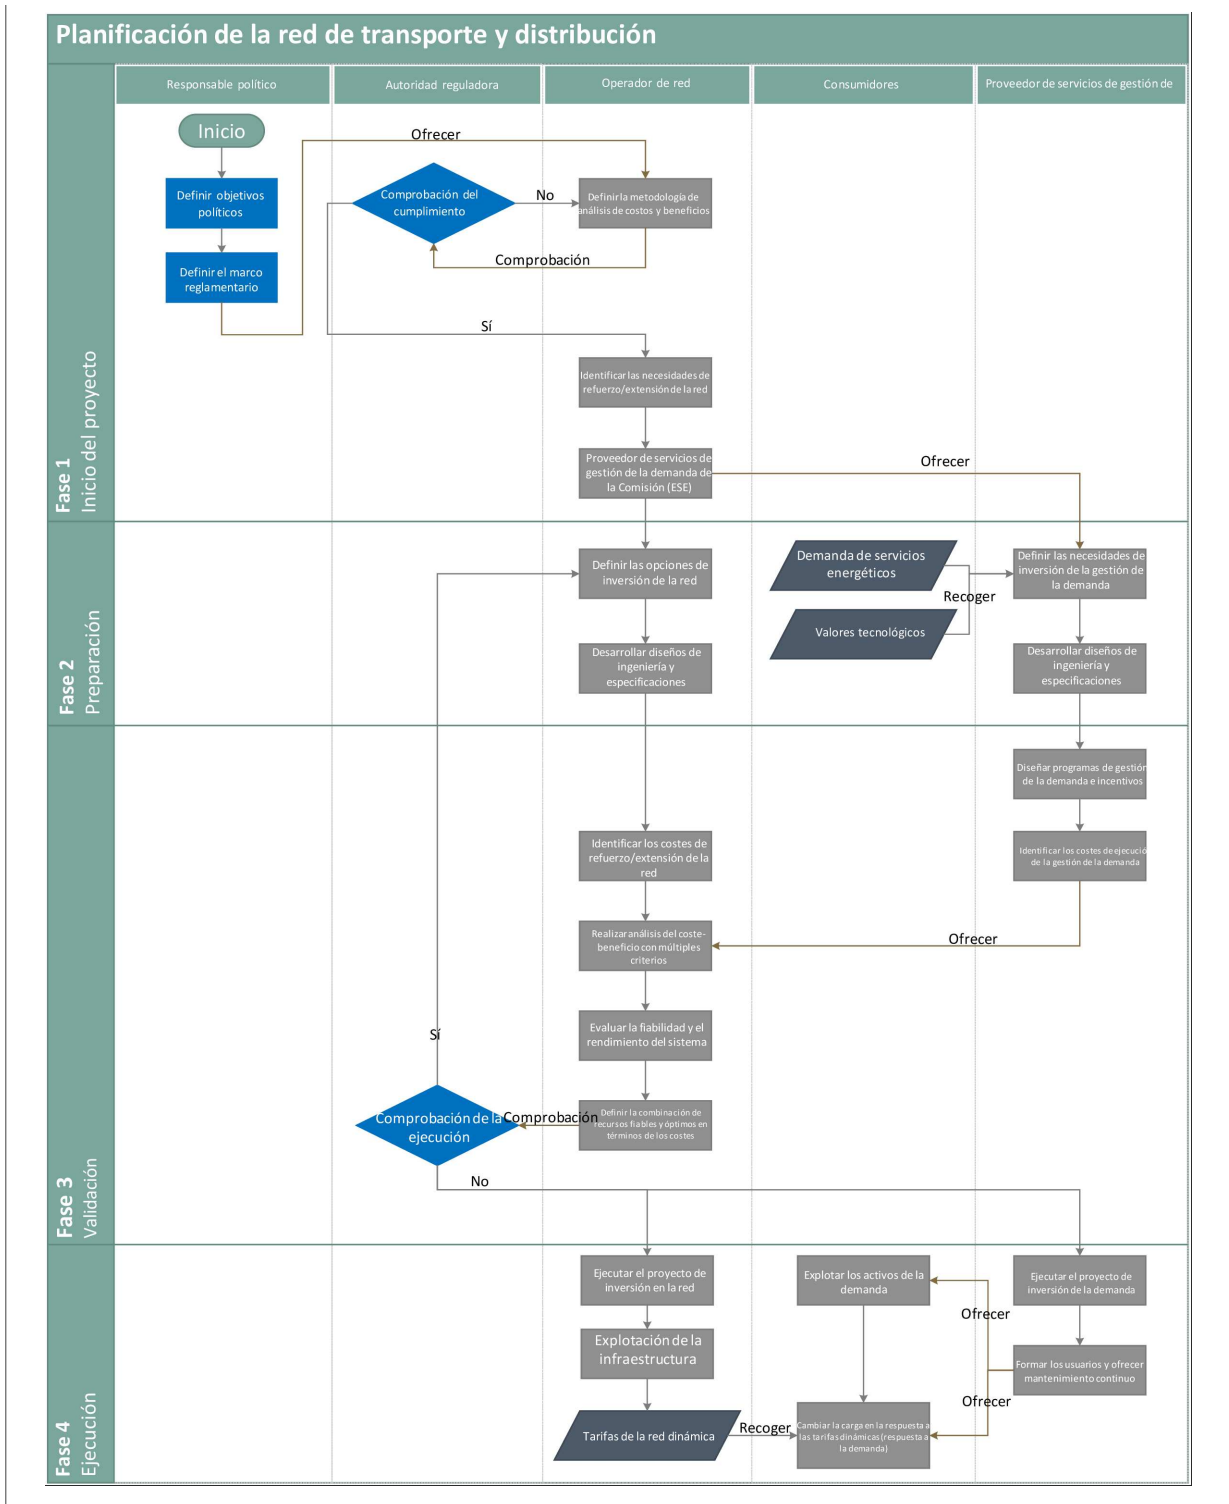 Planificación de la red de transporte y distribución
Responsable político
Autoridad reguladora
Operador de red
Consumidores
Proveedor de servicios de gestión de
Fase 1
Inicio del proyecto
Inicio
Definir objetivos
políticos
Definir el marco
reglamentario
Ofrecer
Comprobación del
cumplimiento
No
Definir la metodología de
análisis de costos y beneficios
Comprobación
Sí
Identificar las necesidades de
refuerzo/extensión de la red
Proveedor de servicios de
gestión de la demanda de
la Comisión (ESE)
Ofrecer
Fase 2
Preparación
Definir las opciones de
inversión de la red
Demanda de servicios
energéticos
Recoger
Valores tecnológicos
Definir las necesidades de
inversión de la gestión de
la demanda
Desarrollar diseños de
ingeniería y
especificaciones
Desarrollar diseños de
ingeniería y
especificaciones
Fase 3
Validación
Diseñar programas de gestión
de la demanda e incentivos
Identificar los costes de
refuerzo/extensión de la
red
Identificar los costes de ejecució
de la gestión de la demanda
Realizar análisis del coste-
beneficio con múltiples
criterios
Ofrecer
Evaluar la fiabilidad y el
rendimiento del sistema
Sí
Comprobación de la
ejecución
Comprobación
Definir la combinación de
recursos fiables y óptimos en
términos de los costes
No
Fase 4
Ejecución
Ejecutar el proyecto de
inversión en la red
Explotar los activos de la
demanda
Ejecutar el proyecto de
inversión de la demanda
Ofrecer
Explotación de la
infraestructura
Formar los usuarios y ofrecer
mantenimiento continuo
Ofrecer
Tarifas de la red dinámica
Recoger
Cambiar la carga en la respuesta a
las tarifas dinámicas (respuesta a
la demanda)